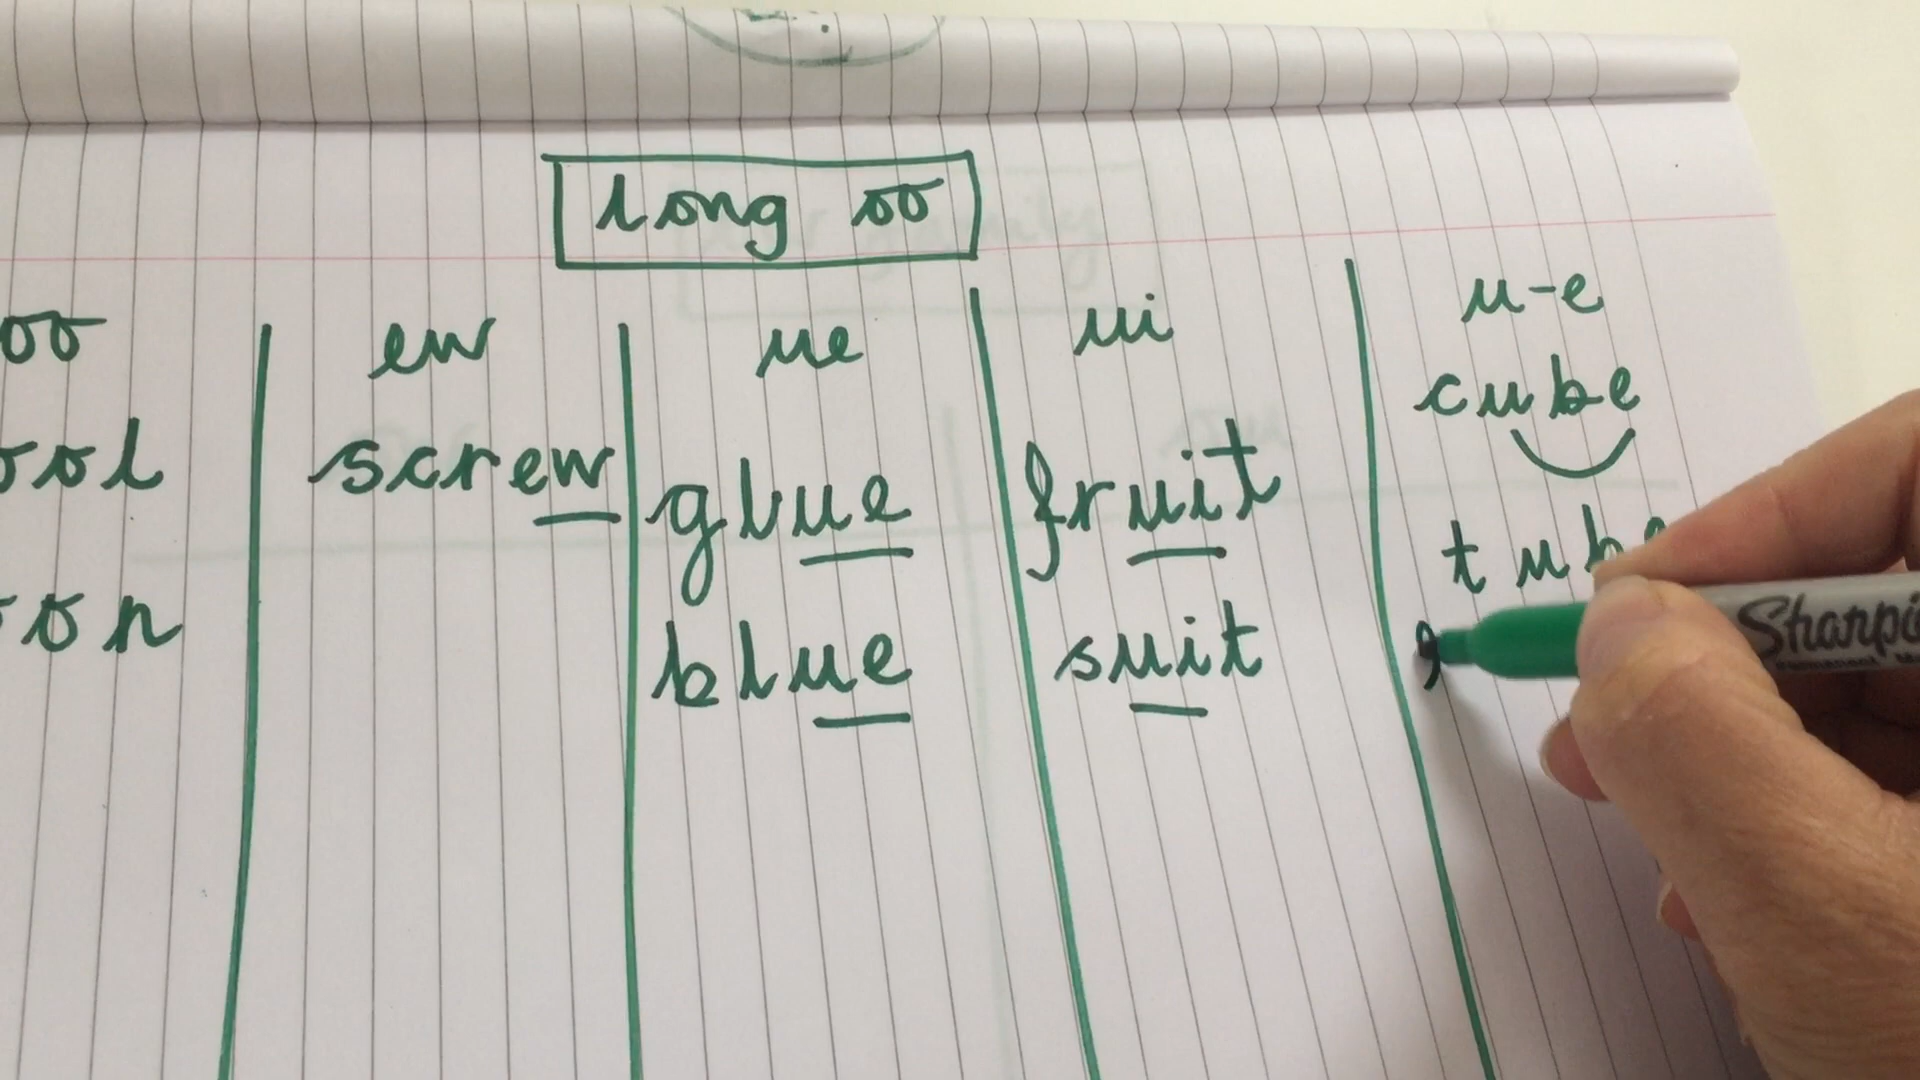 long oo
oo
ool
oon
ew
screw
ue
glue
blue
ui
fruit
suit
u-e
cube
tube
Sharpie